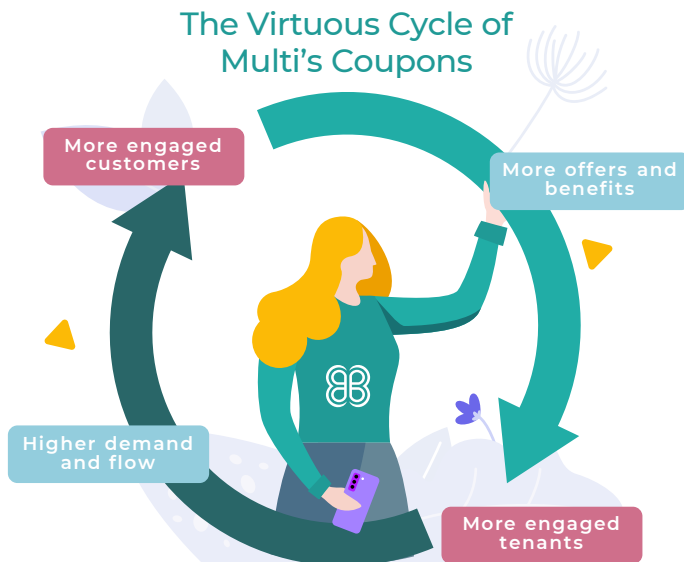 The Virtuous Cycle of
Multi's Coupons
More engaged
customers
More offers and
benefits
Higher demand
and flow
More engaged
tenants